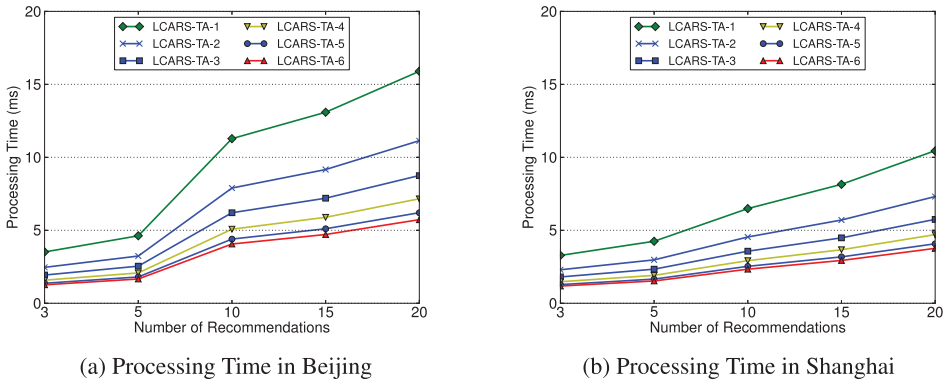 20
15
10
5
0
Processing Time (ms)
LCARS-TA-1
LCARS-TA-2
LCARS-TA-3
LCARS-TA-4
LCARS-TA-5
LCARS-TA-6
3 5 10 15 20
Number of Recommendations
(a) Processing Time in Beijing
20
15
10
5
0
Processing Time (ms)
LCARS-TA-1
LCARS-TA-2
LCARS-TA-3
LCARS-TA-4
LCARS-TA-5
LCARS-TA-6
3 5 10 15 20
Number of Recommendations
(b) Processing Time in Shanghai